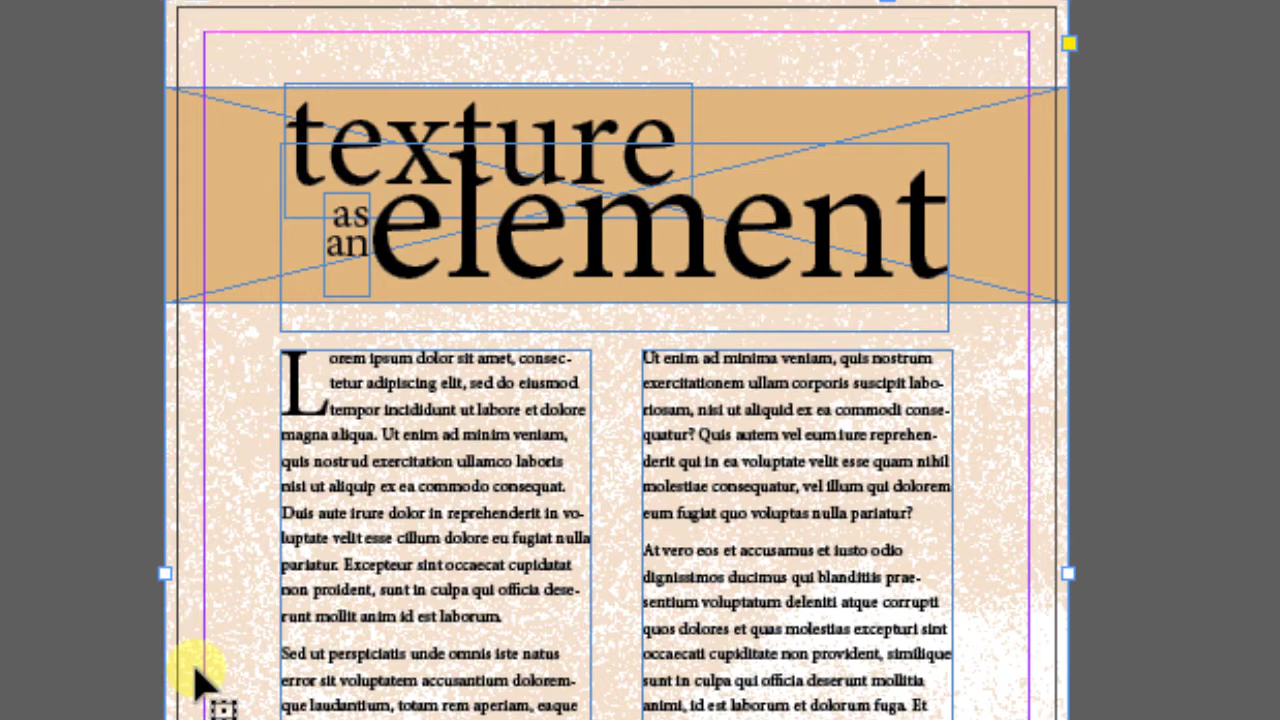 texture
as
an
element
Lorem ipsum dolor sit amet, consec-
tetur adipiscing elit, sed do eiusmod
tempor incididunt ut labore et dolore
magna aliqua. Ut enim ad minim veniam,
quis nostrud exercitation ullamco laboris
nisi ut aliquip ex ea commodo consequat.
Duis aute irure dolor in reprehenderit in vo-
luptate velit esse cillum dolore eu fugiat nulla
pariatur. Excepteur sint occaecat cupidatat
non proident, sunt in culpa qui officia dese-
runt mollit anim id est laborum.
Sed ut perspiciatis unde omnis iste natus
error sit voluptatem accusantium dolorem-
que laudantium, totam rem aperiam, eaque
Ut enim ad minima veniam, quis nostrum
exercitationem ullam corporis suscipit labo-
riosam, nisi ut aliquid ex ea commodi conse-
quatur? Quis autem vel eum iure reprehen-
derit qui in ea voluptate velit esse quam nihil
molestiae consequatur, vel illum qui dolorem
eum fugiat quo voluptas nulla pariatur?
At vero eos et accusamus et iusto odio
dignissimos ducimus qui blanditiis prae-
sentium voluptatum deleniti atque corrupti
quos dolores et quas molestias excepturi sint
occaecati cupiditate non provident, similique
sunt in culpa qui officia deserunt mollitia
animi, id est laborum et dolorum fuga. Et